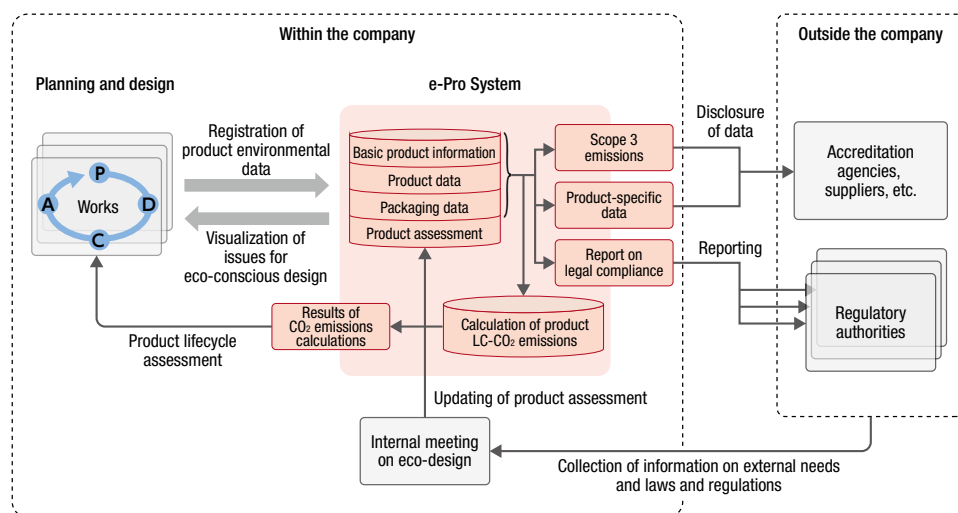 Within the company
Outside the company
Planning and design
e-Pro System
Registration of
product environmental
data
Visualization of
issues for
eco-conscious design
P
A
Works
D
C
Basic product information
Product data
Packaging data
Product assessment
Scope 3
emissions
Product-specific
data
Report on
legal compliance
Disclosure
of data
Accreditation
agencies,
suppliers, etc.
Reporting
Regulatory
authorities
Results of
CO₂ emissions
calculations
Calculation of product
LC-CO₂ emissions
Product lifecycle
assessment
Updating of product assessment
Internal meeting
on eco-design
Collection of information on external needs
and laws and regulations